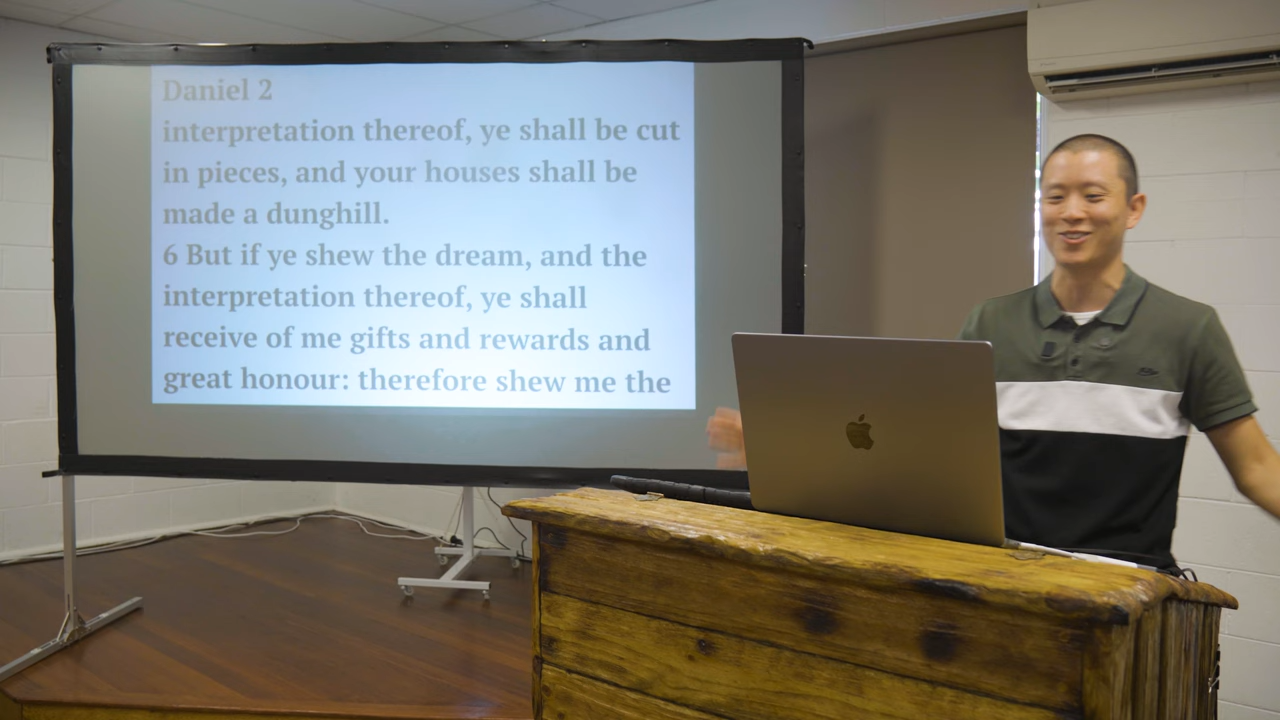 Daniel 2
interpretation thereof, ye shall be cut
in pieces, and your houses shall be
made a dunghill.
6 But if ye shew the dream, and the
interpretation thereof, ye shall
receive of me gifts and rewards and
great honour: therefore shew me the